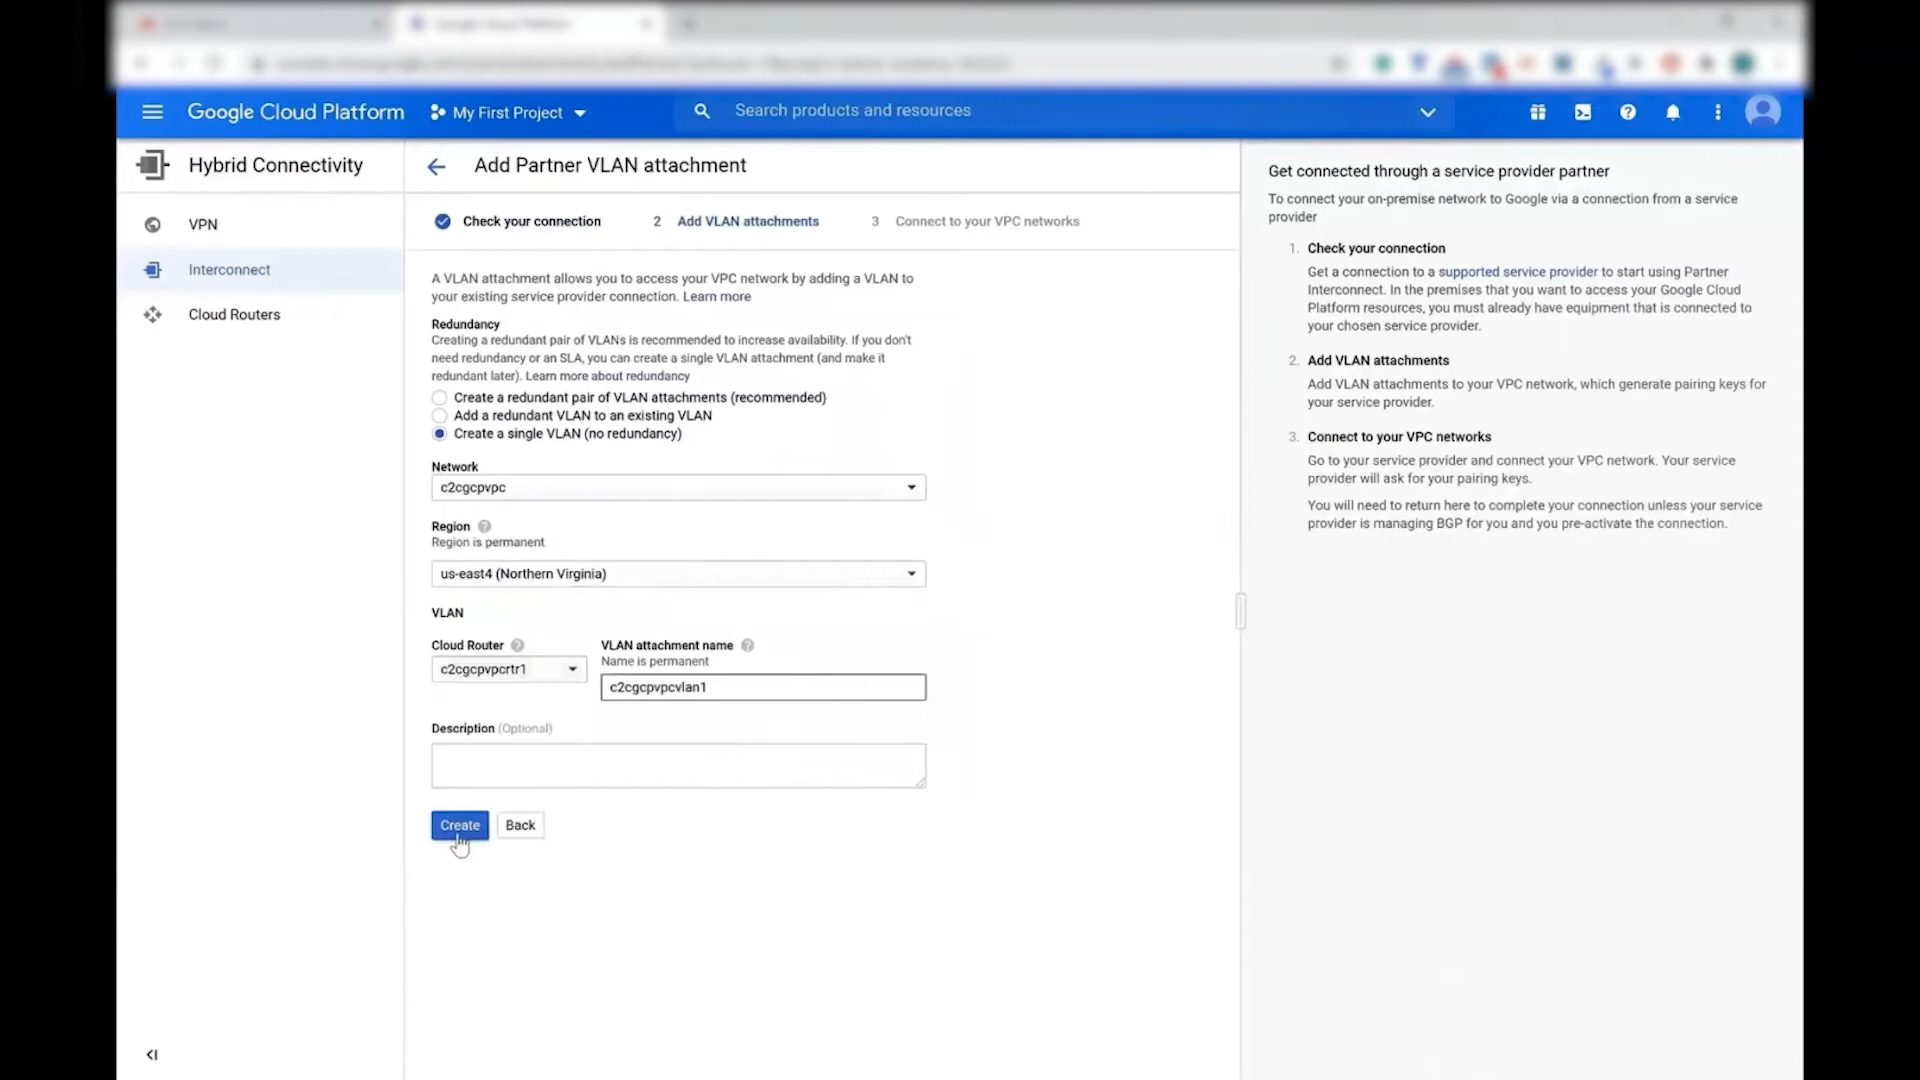 Google Cloud Platform
My First Project
Search products and resources
Hybrid Connectivity
VPN
Interconnect
Cloud Routers
Add Partner VLAN attachment
Check your connection
2 Add VLAN attachments
3 Connect to your VPC networks
A VLAN attachment allows you to access your VPC network by adding a VLAN to
your existing service provider connection. Learn more
Redundancy
Creating a redundant pair of VLANs is recommended to increase availability. If you don't
need redundancy or an SLA, you can create a single VLAN attachment (and make it
redundant later). Learn more about redundancy
Create a redundant pair of VLAN attachments (recommended)
Add a redundant VLAN to an existing VLAN
Create a single VLAN (no redundancy)
Network
c2cgcpvpc
Region
Region is permanent
us-east4 (Northern Virginia)
VLAN
Cloud Router
c2cgcpvpcrtr1
VLAN attachment name
Name is permanent
c2cgcpvpcvlan1
Description (Optional)
Create
Back
Get connected through a service provider partner
To connect your on-premise network to Google via a connection from a service
provider
1. Check your connection
Get a connection to a supported service provider to start using Partner
Interconnect. In the premises that you want to access your Google Cloud
Platform resources, you must already have equipment that is connected to
your chosen service provider.
2. Add VLAN attachments
Add VLAN attachments to your VPC network, which generate pairing keys for
your service provider.
3. Connect to your VPC networks
Go to your service provider and connect your VPC network. Your service
provider will ask for your pairing keys.
You will need to return here to complete your connection unless your service
provider is managing BGP for you and you pre-activate the connection.